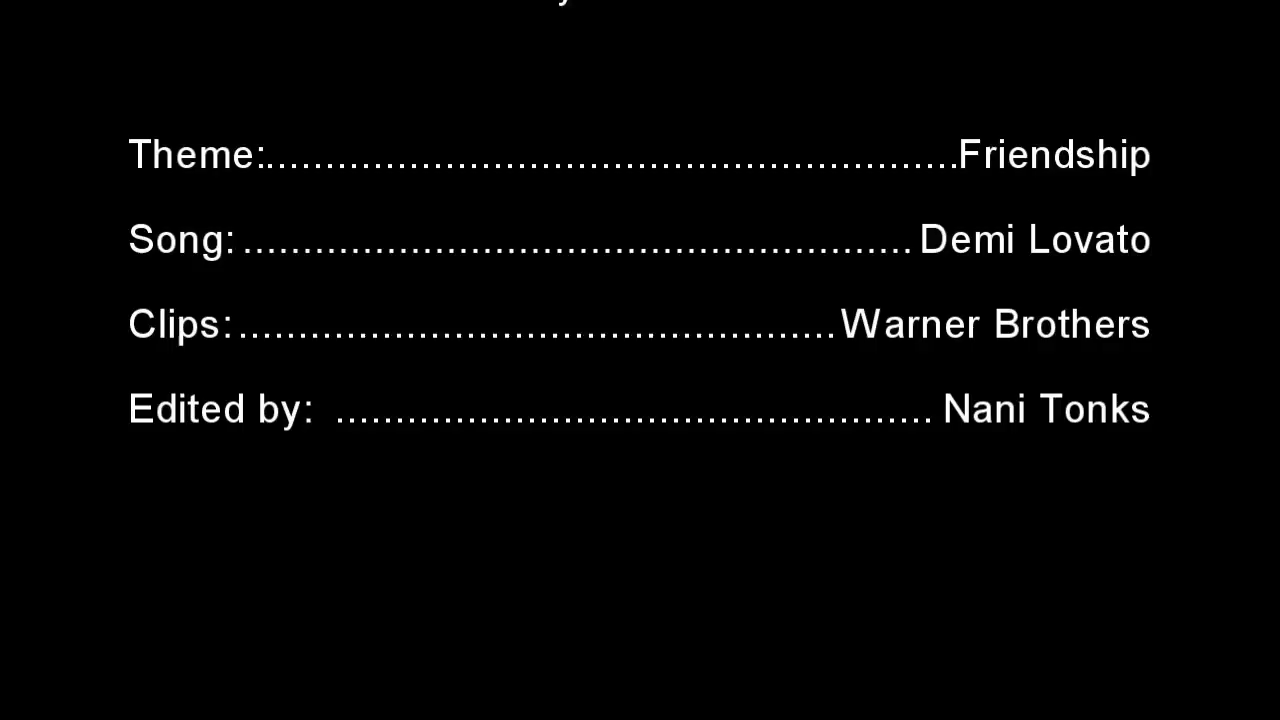 Theme:.........................................................Friendship
Song: ........................................................ Demi Lovato
Clips: .................................................. Warner Brothers
Edited by:  .................................................. Nani Tonks